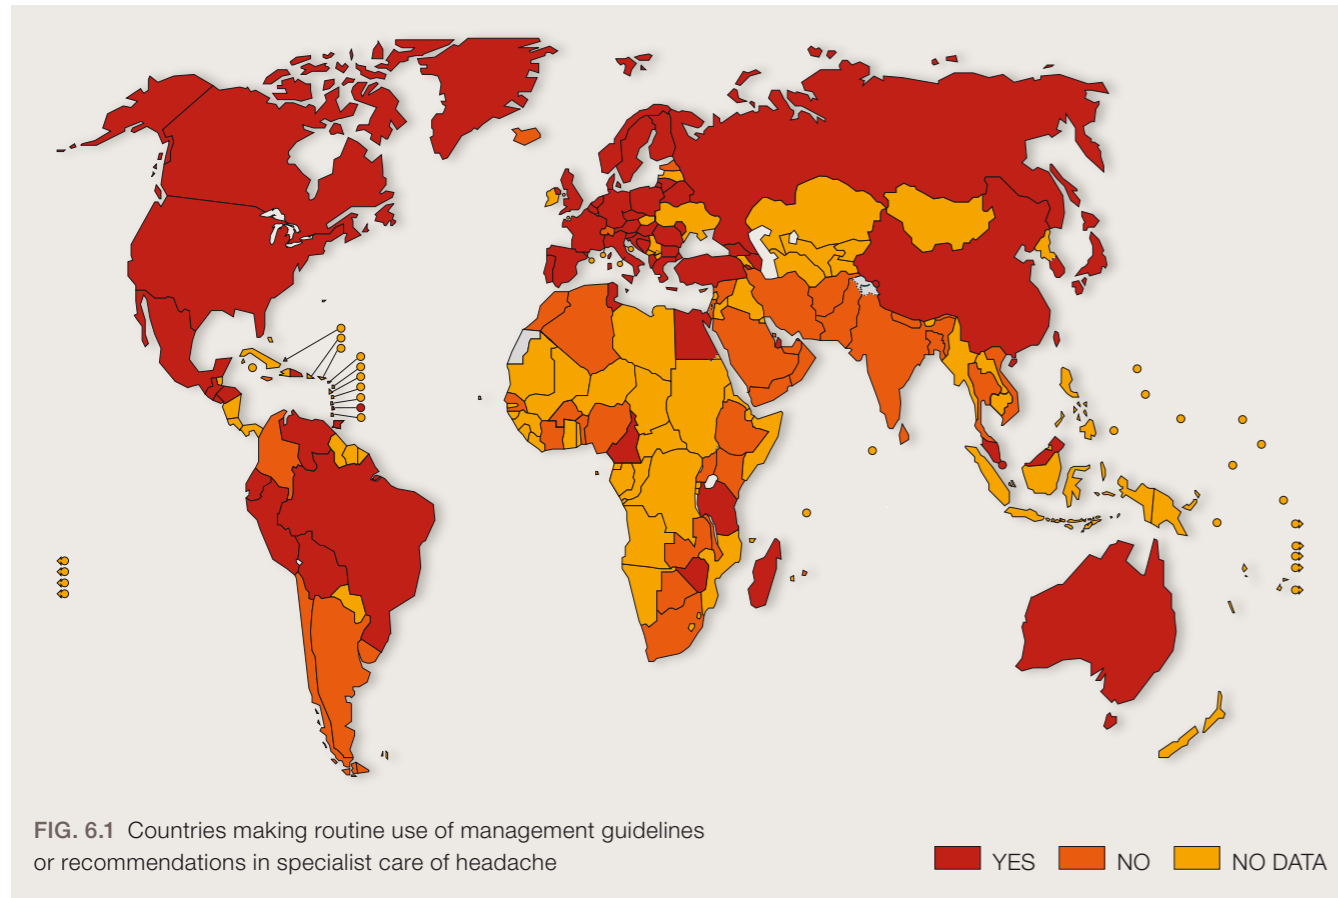 FIG. 6.1 Countries making routine use of management guidelines
or recommendations in specialist care of headache
YES NO NO DATA